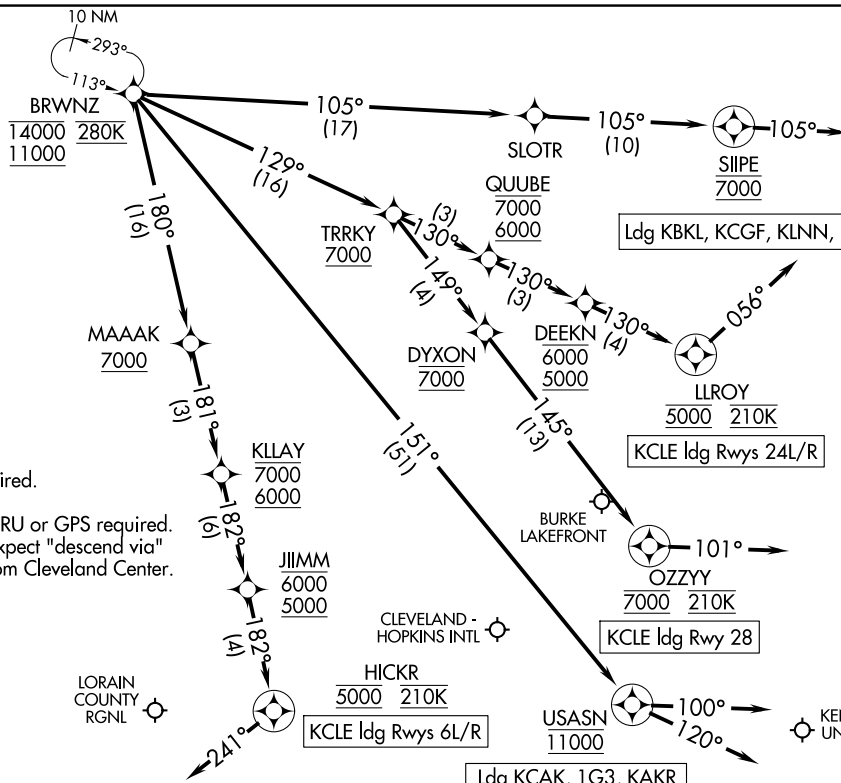 10 NM
293°
113°
BRWNZ
14000 280K
11000
105°
(17)
SLOTR
105°
(10)
105°
SIIPE
7000
Ldg KBKL, KCGF, KLNN,
129°
(16)
TRRKY
7000
(3)
130°
QUUBE
7000
6000
130°
(3)
DEEKN
6000
5000
130°
(4)
056°
LLROY
5000 210K
KCLE ldg Rwys 24L/R
149°
(4)
DYXON
7000
145°
(13)
BURKE
LAKEFRONT
101°
OZZYY
7000 210K
KCLE ldg Rwy 28
180°
(16)
MAAAK
7000
181°
(3)
KLLAY
7000
6000
182°
(6)
JIIMM
6000
5000
182°
(4)
HICKR
5000 210K
KCLE ldg Rwys 6L/R
241°
LORAIN
COUNTY
RGNL
CLEVELAND -
HOPKINS INTL
151°
(51)
USASN
11000
100°
120°
Ldg KCAK, 1G3, KAKR
ired.
RU or GPS required.
xpect "descend via"
om Cleveland Center.